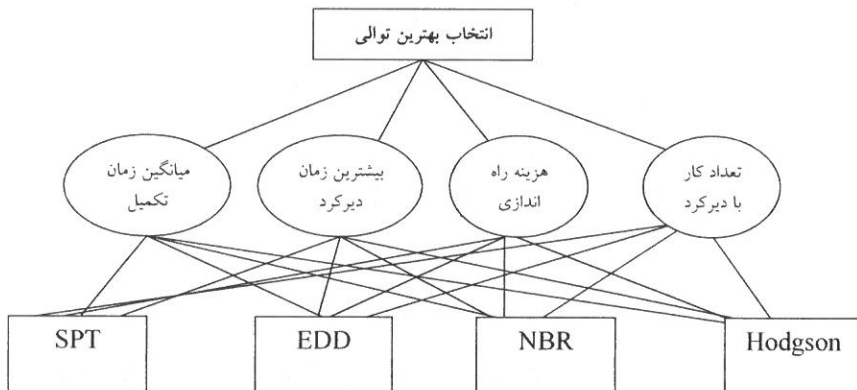 انتخاب بهترین توالی
تعداد کار
با دیرکرد
هزینه راه
اندازی
بیشترین زمان
دیرکرد
میانگین زمان
تکمیل
SPT
EDD
NBR
Hodgson